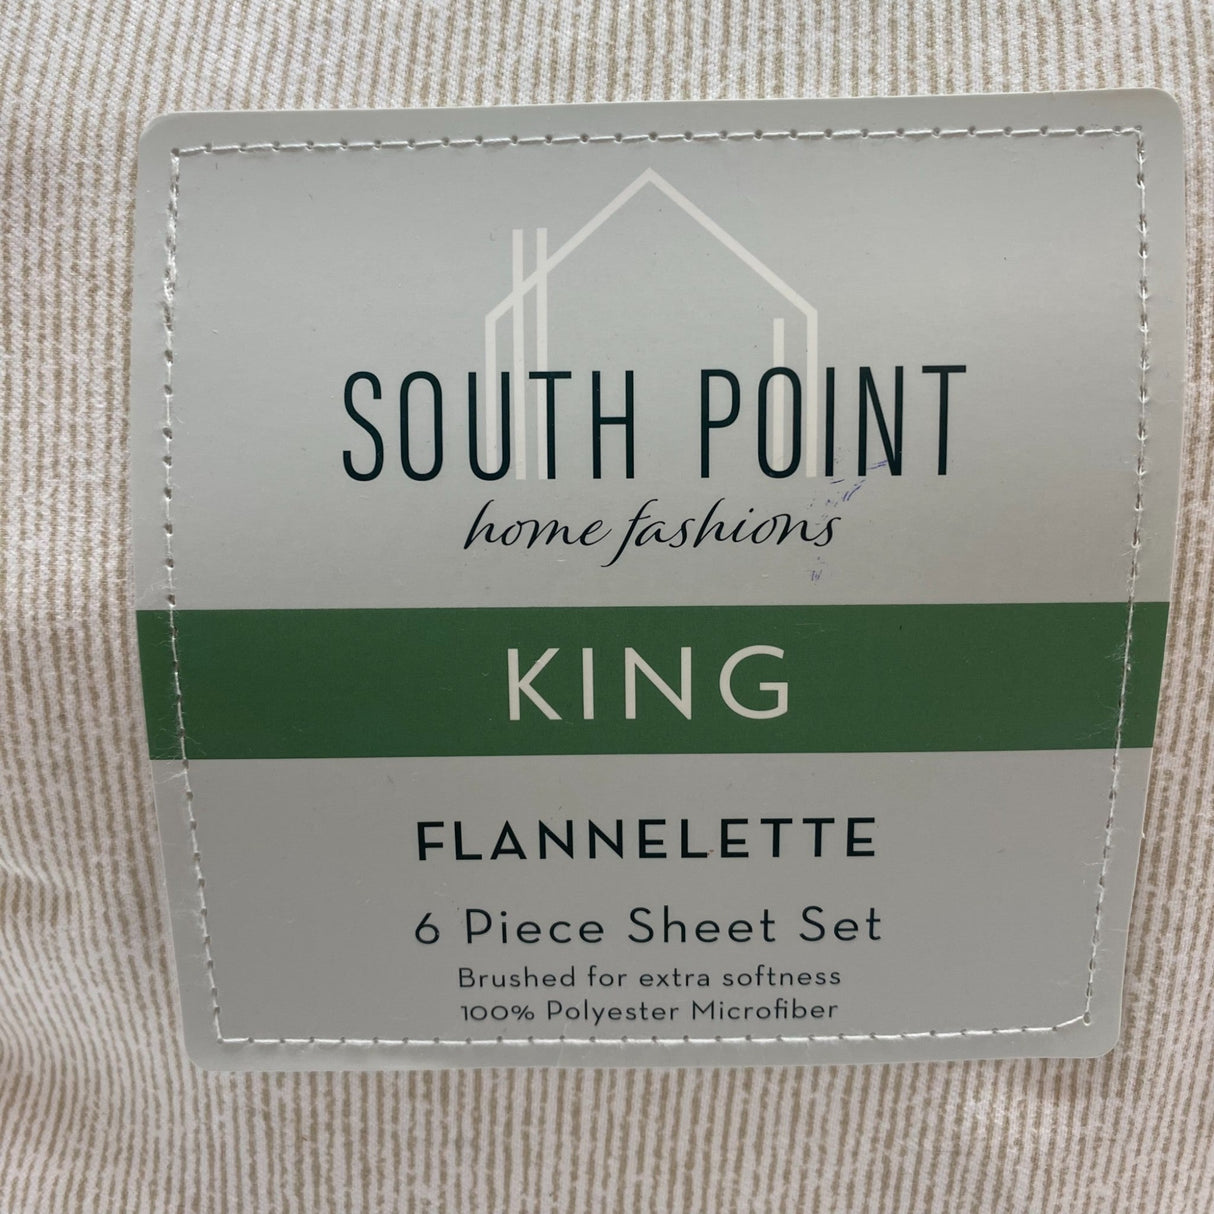 SOUTH POINT
home fashions
KING
FLANNELETTE
6 Piece Sheet Set
Brushed for extra softness
100% Polyester Microfiber